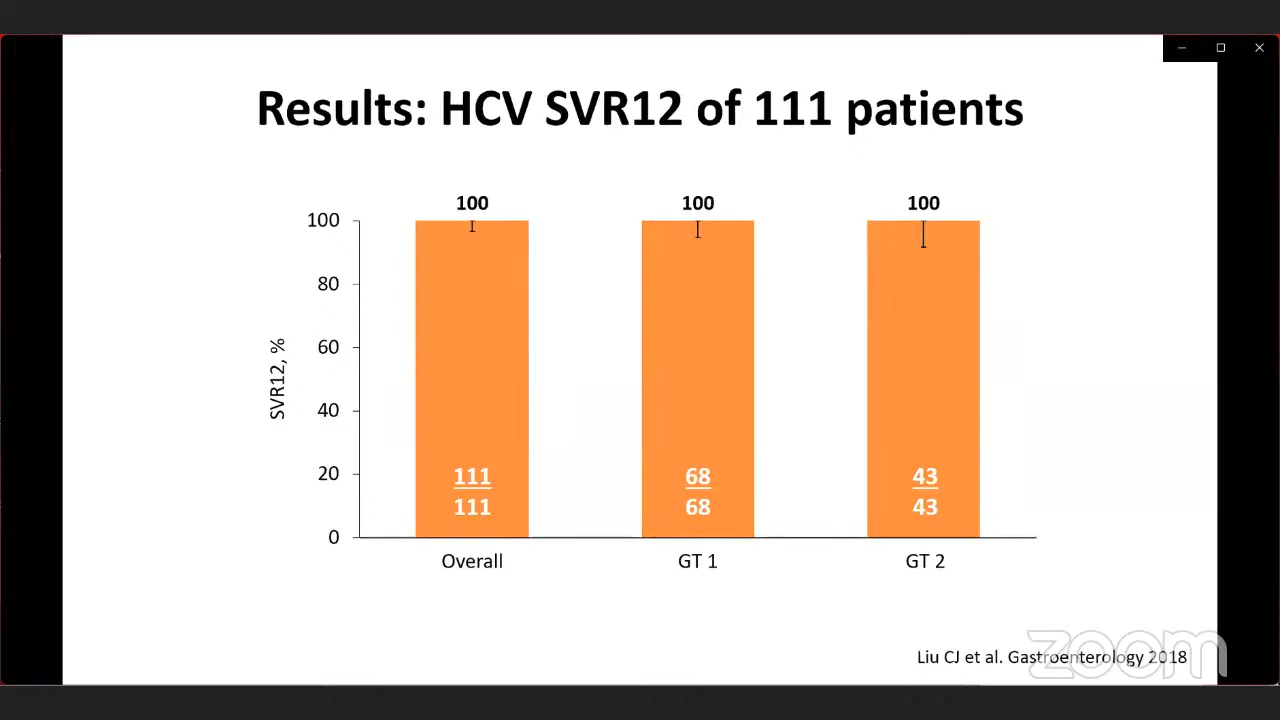 Results: HCV SVR12 of 111 patients
100
100
100
SVR12, %
100
80
60
40
20
0
111
111
68
68
43
43
Overall
GT 1
GT 2
Liu CJ et al. Gastroenterology 2018
zoom